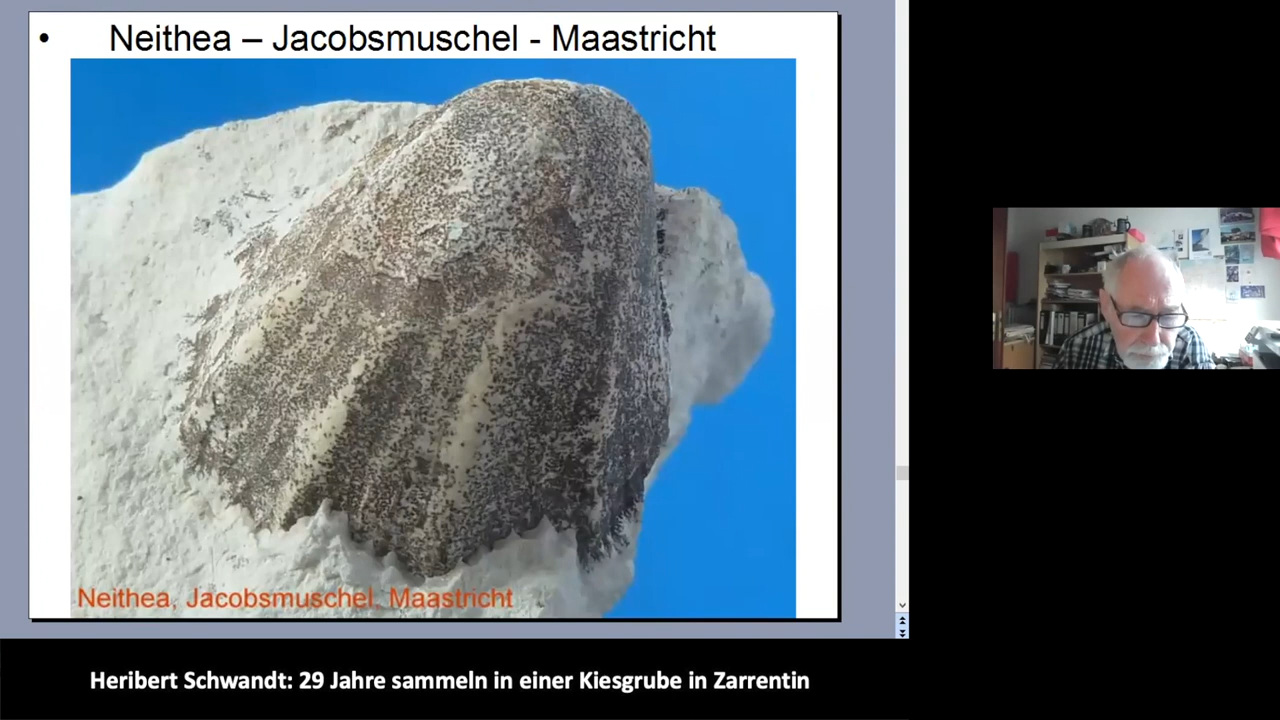 • Neithea – Jacobsmuschel - Maastricht
Neithea, Jacobsmuschel, Maastricht
Heribert Schwandt: 29 Jahre sammeln in einer Kiesgrube in Zarrentin